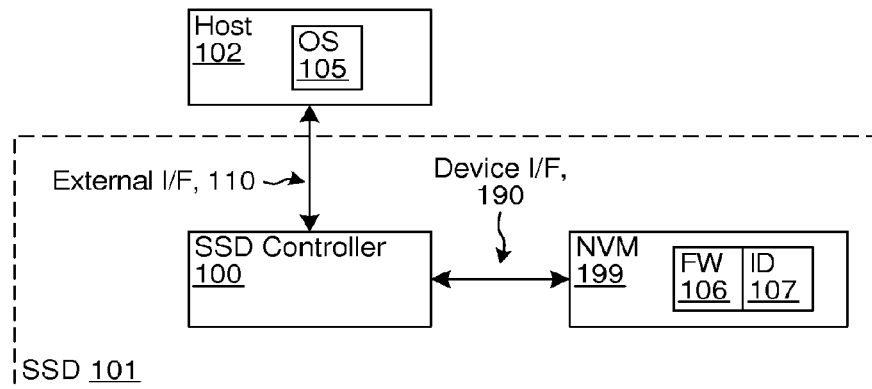 Host
102
OS
105
External I/F, 110
Device I/F,
190
SSD Controller
100
NVM
199
FW
106
ID
107
SSD 101